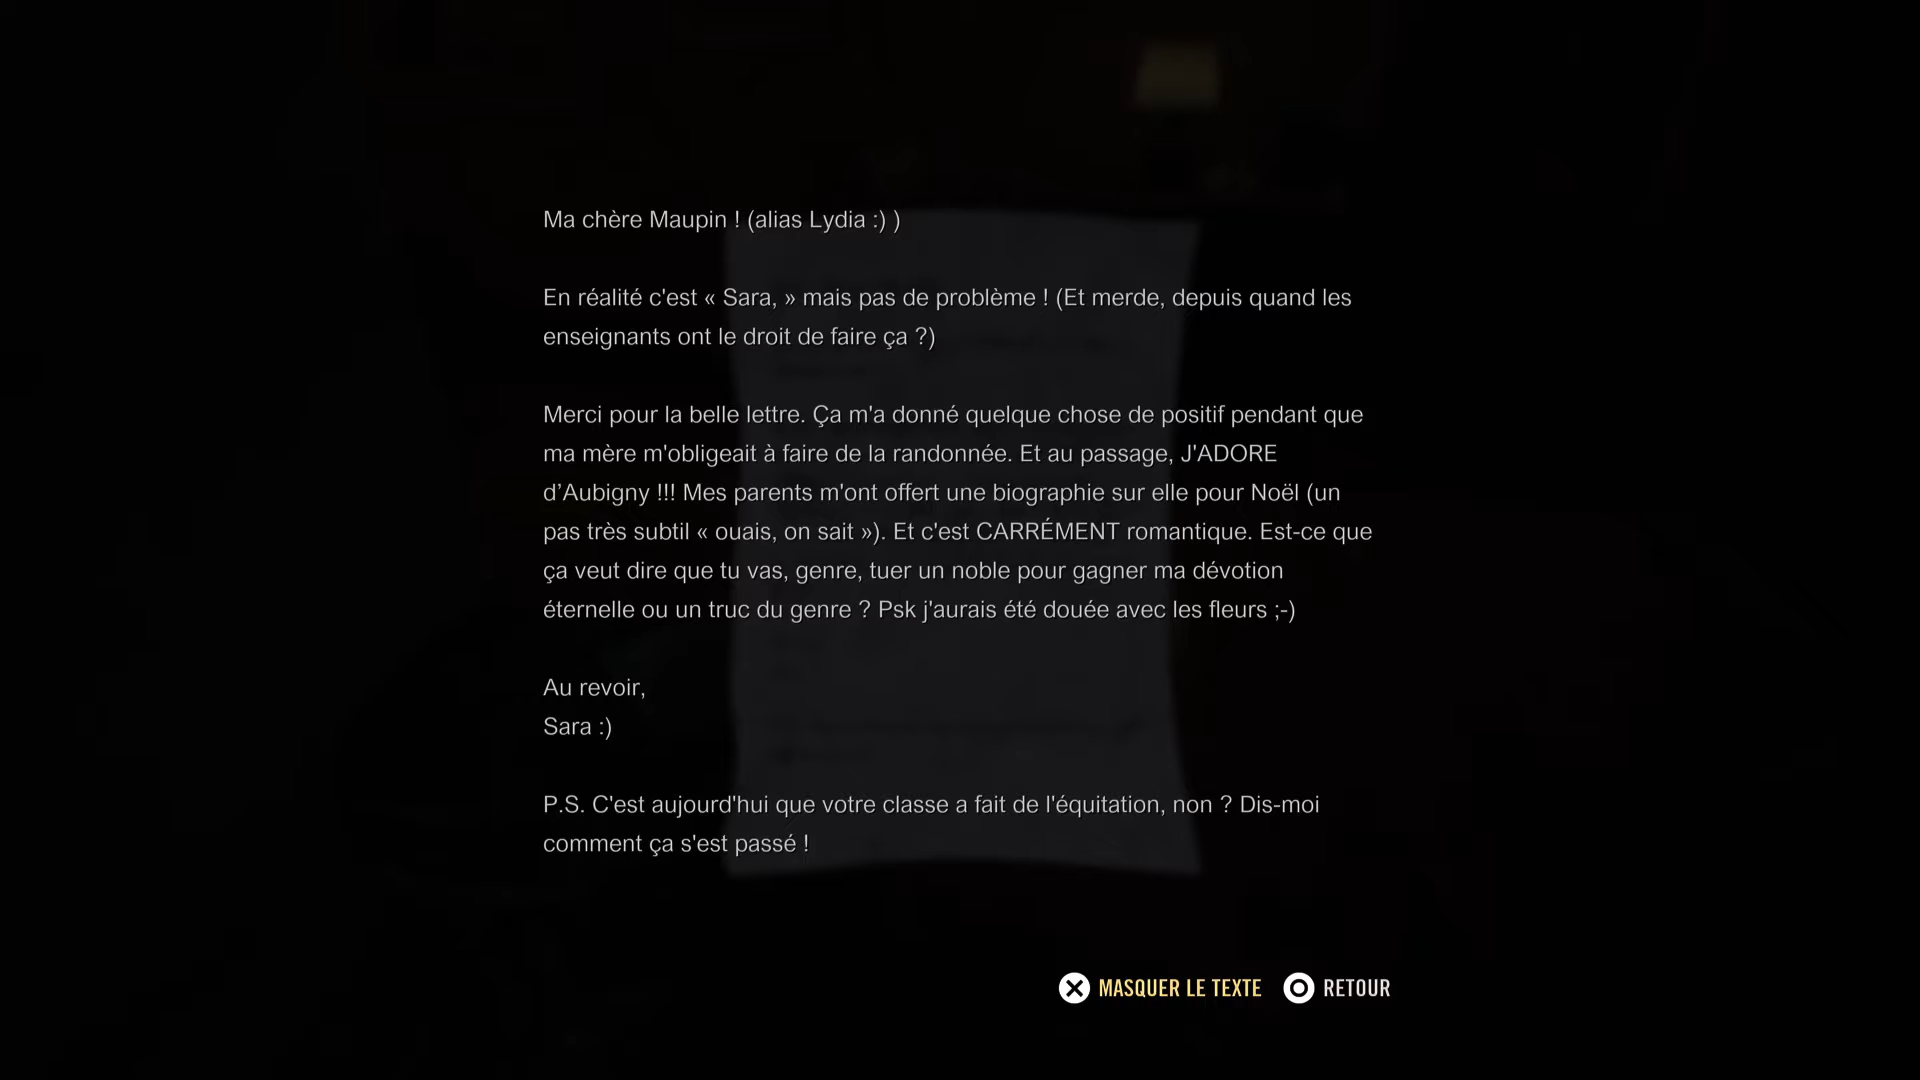 Ma chère Maupin ! (alias Lydia :) )
En réalité c'est « Sara, » mais pas de problème ! (Et merde, depuis quand les
enseignants ont le droit de faire ça ?)
Merci pour la belle lettre. Ça m'a donné quelque chose de positif pendant que
ma mère m'obligeait à faire de la randonnée. Et au passage, J'ADORE
d’Aubigny !!! Mes parents m'ont offert une biographie sur elle pour Noël (un
pas très subtil « ouais, on sait »). Et c'est CARRÉMENT romantique. Est-ce que
ça veut dire que tu vas, genre, tuer un noble pour gagner ma dévotion
éternelle ou un truc du genre ? Psk j'aurais été douée avec les fleurs ;-)
Au revoir,
Sara :)
P.S. C'est aujourd'hui que votre classe a fait de l'équitation, non ? Dis-moi
comment ça s'est passé !
MASQUER LE TEXTE RETOUR